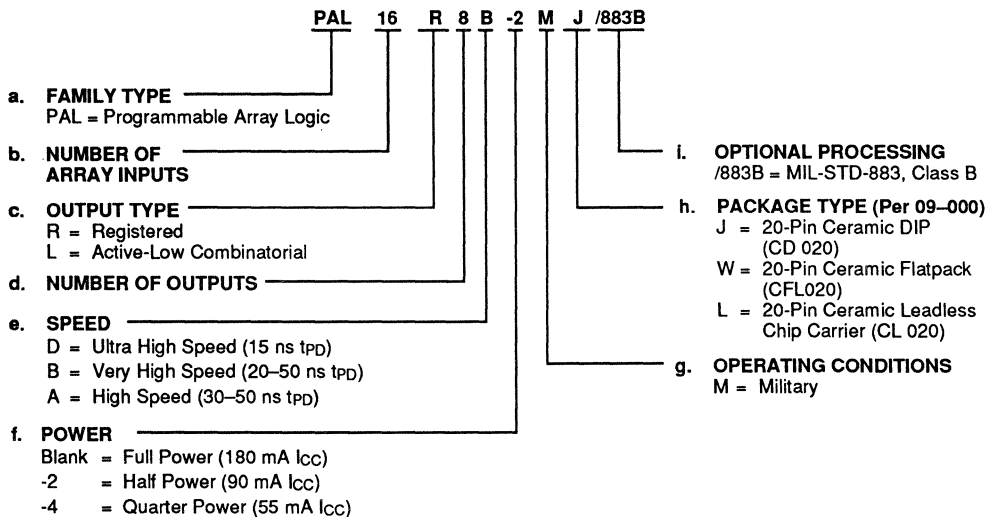 PAL 16 R 8 B -2 M J /883B
a. FAMILY TYPE
PAL = Programmable Array Logic
b. NUMBER OF
ARRAY INPUTS
c. OUTPUT TYPE
R = Registered
L = Active-Low Combinatorial
d. NUMBER OF OUTPUTS
e. SPEED
D = Ultra High Speed (15 ns tPD)
B = Very High Speed (20–50 ns tPD)
A = High Speed (30–50 ns tPD)
f. POWER
Blank = Full Power (180 mA ICC)
-2 = Half Power (90 mA ICC)
-4 = Quarter Power (55 mA ICC)
i. OPTIONAL PROCESSING
/883B = MIL-STD-883, Class B
h. PACKAGE TYPE (Per 09–000)
J = 20-Pin Ceramic DIP
(CD 020)
W = 20-Pin Ceramic Flatpack
(CFL020)
L = 20-Pin Ceramic Leadless
Chip Carrier (CL 020)
g. OPERATING CONDITIONS
M = Military